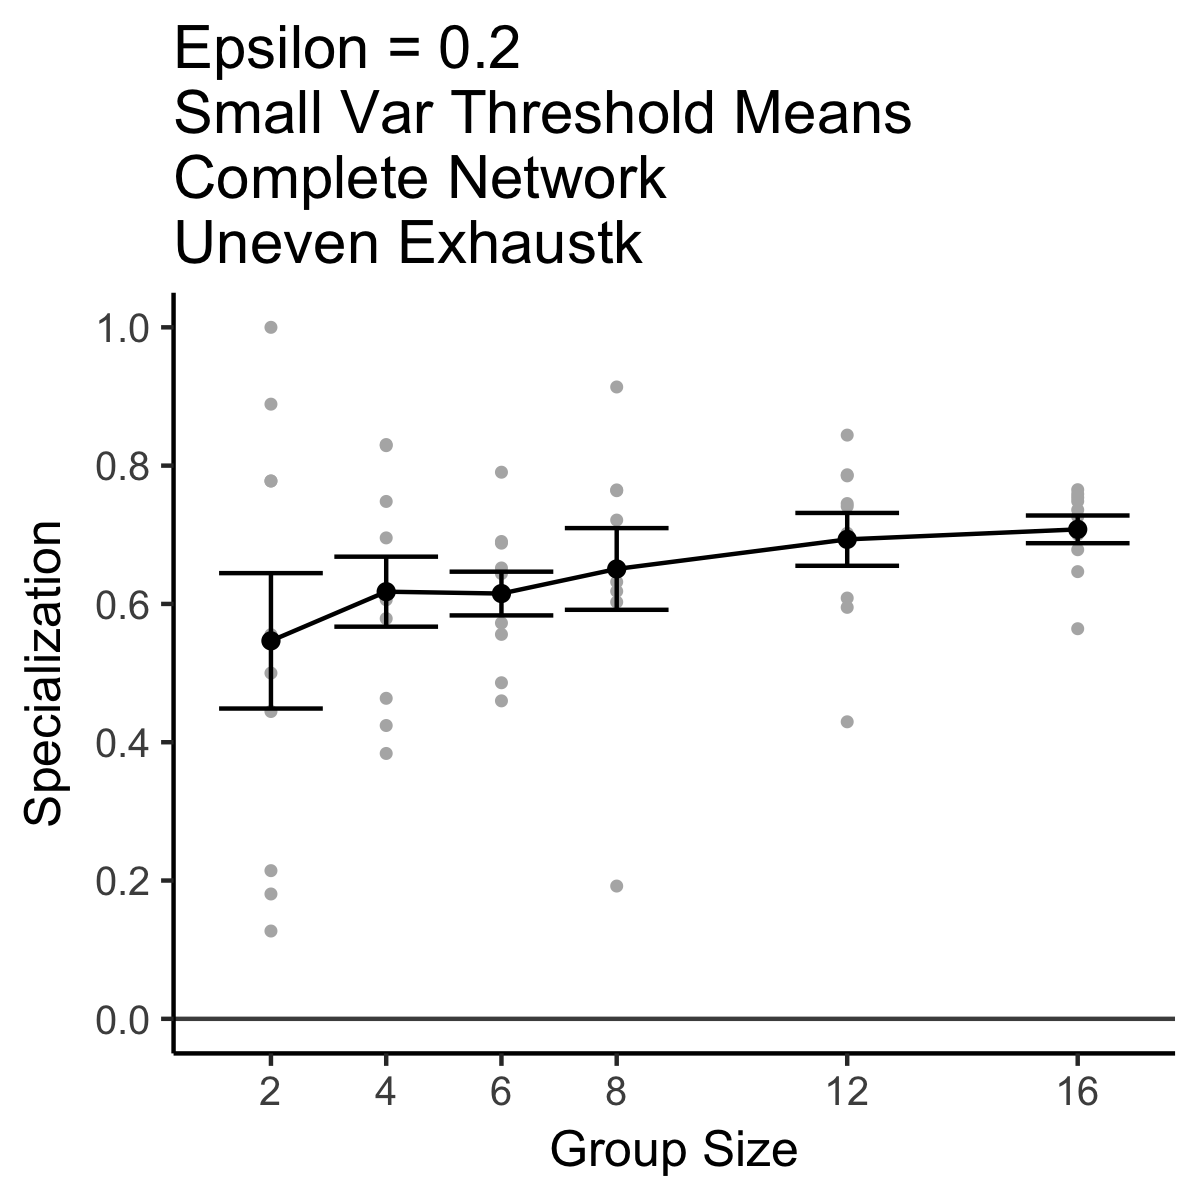 Epsilon = 0.2
Small Var Threshold Means
Complete Network
Uneven Exhaustk
1.0
0.8
0.6
0.4
0.2
0.0
Specialization
2 4 6 8 12 16
Group Size